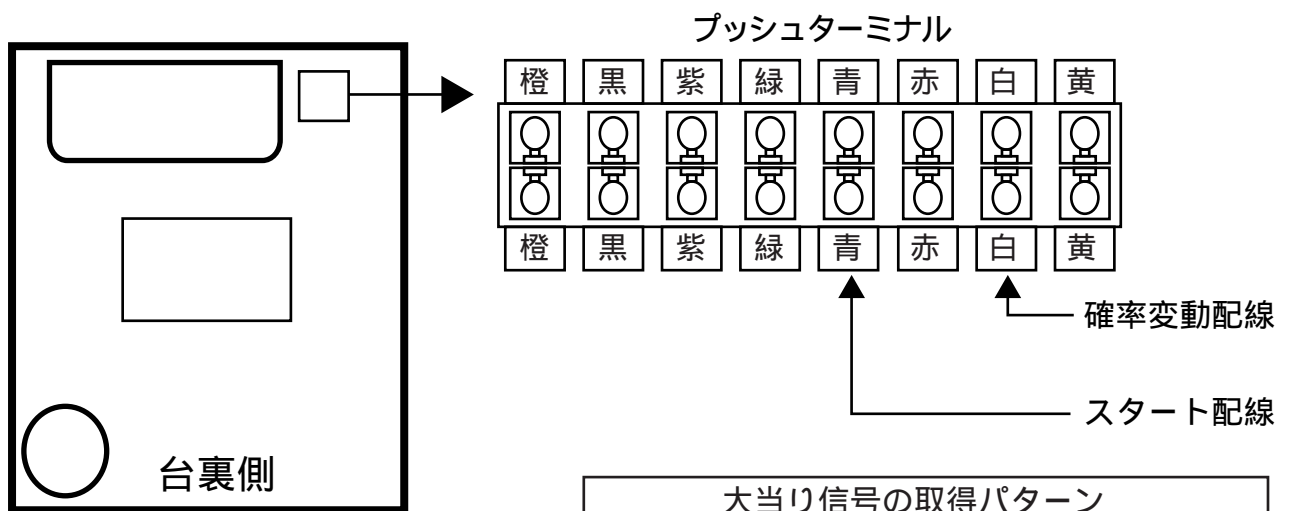 プッシュターミナル
橙 黒 紫 緑 青 赤 白 黄
橙 黒 紫 緑 青 赤 白 黄
確率変動配線
スタート配線
台裏側
大当り信号の取得パターン